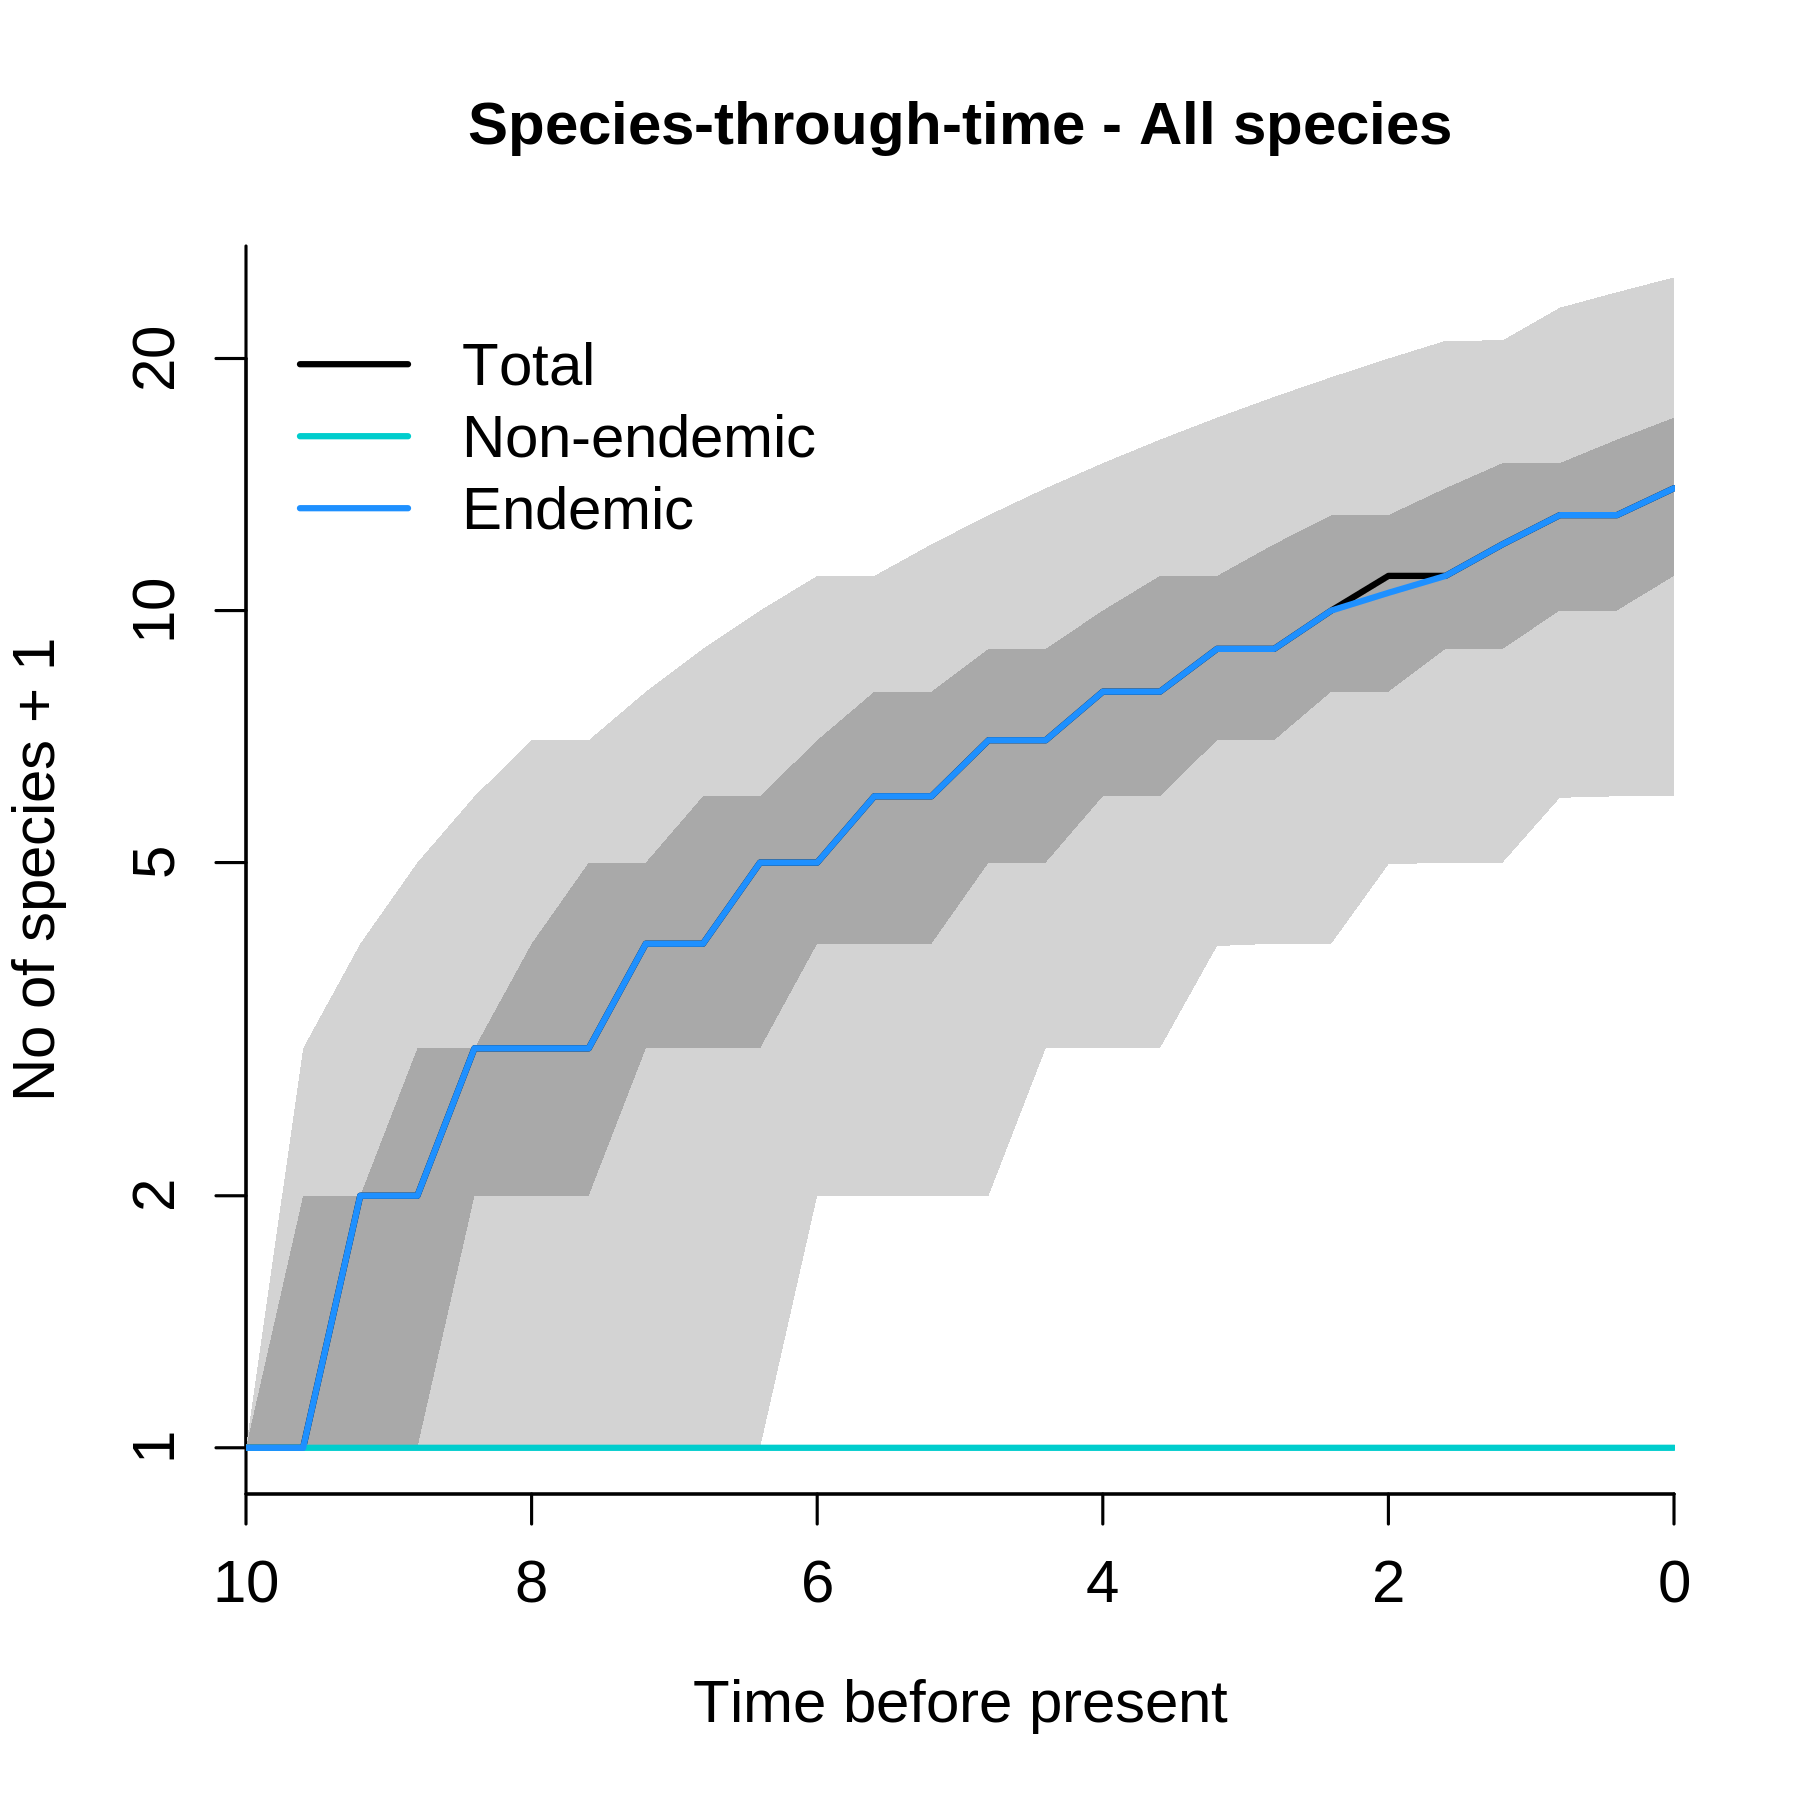 Species-through-time - All species
Total
Non-endemic
Endemic
No of species + 1
20
10
5
2
1
10 8 6 4 2 0
Time before present